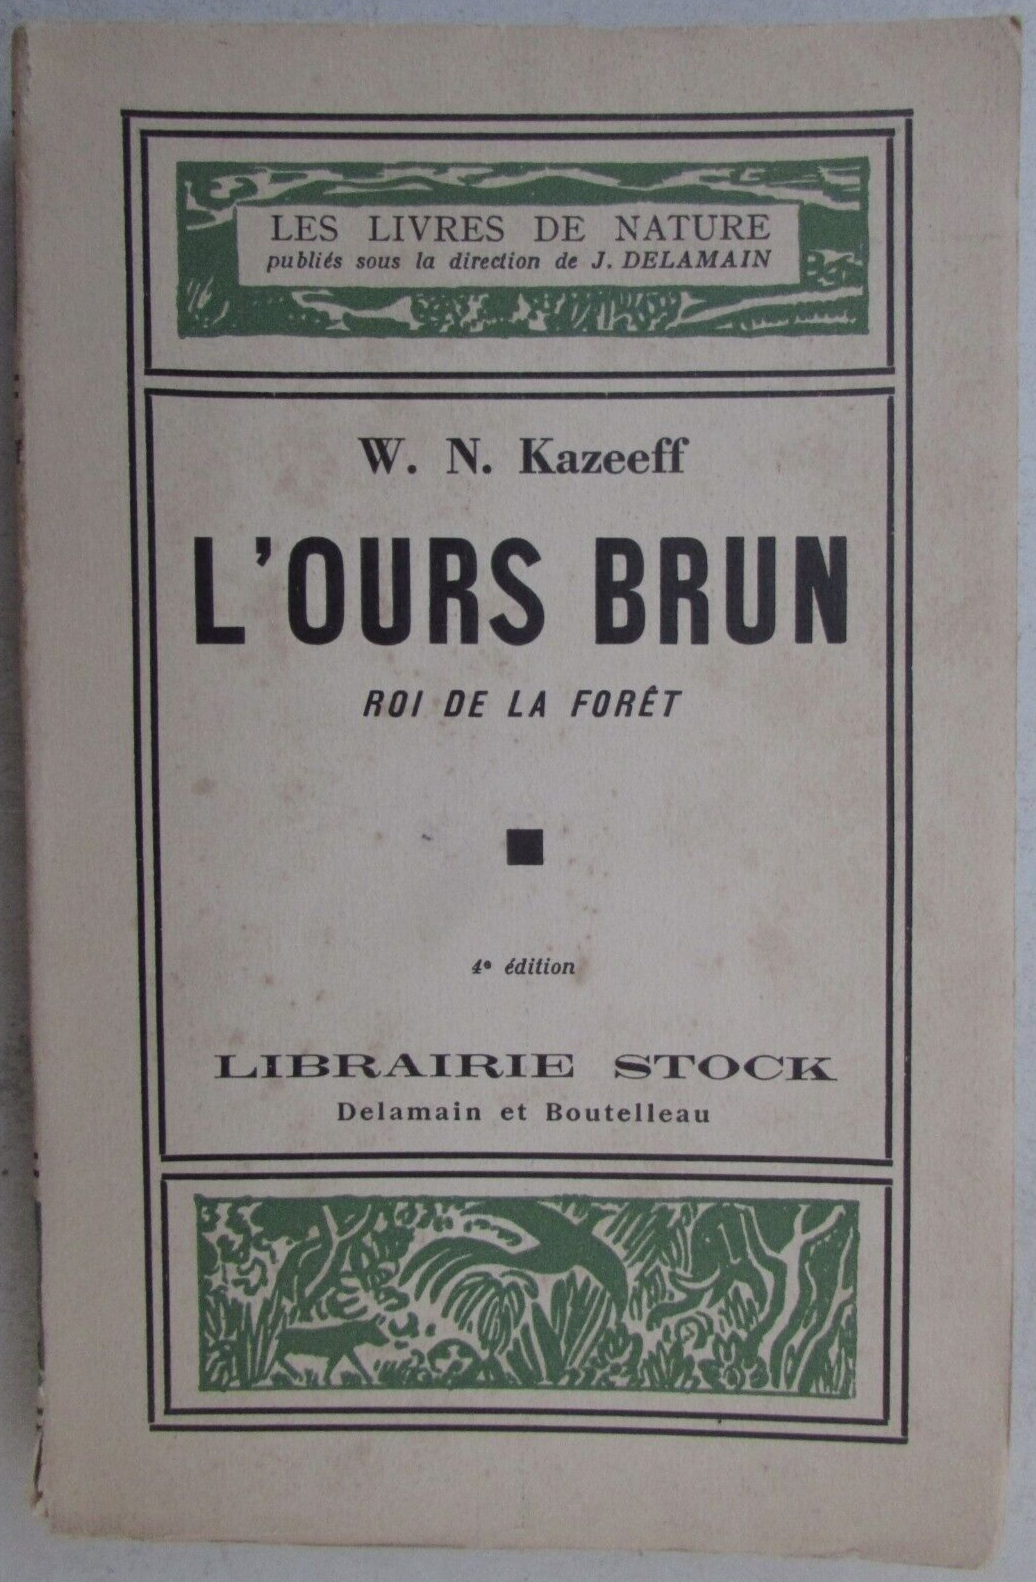 LES LIVRES DE NATURE
publiés sous la direction de J. DELAMAIN
W. N. Kazeeff
L'OURS BRUN
ROI DE LA FORÊT
4e édition
LIBRAIRIE STOCK
Delamain et Boutelleau